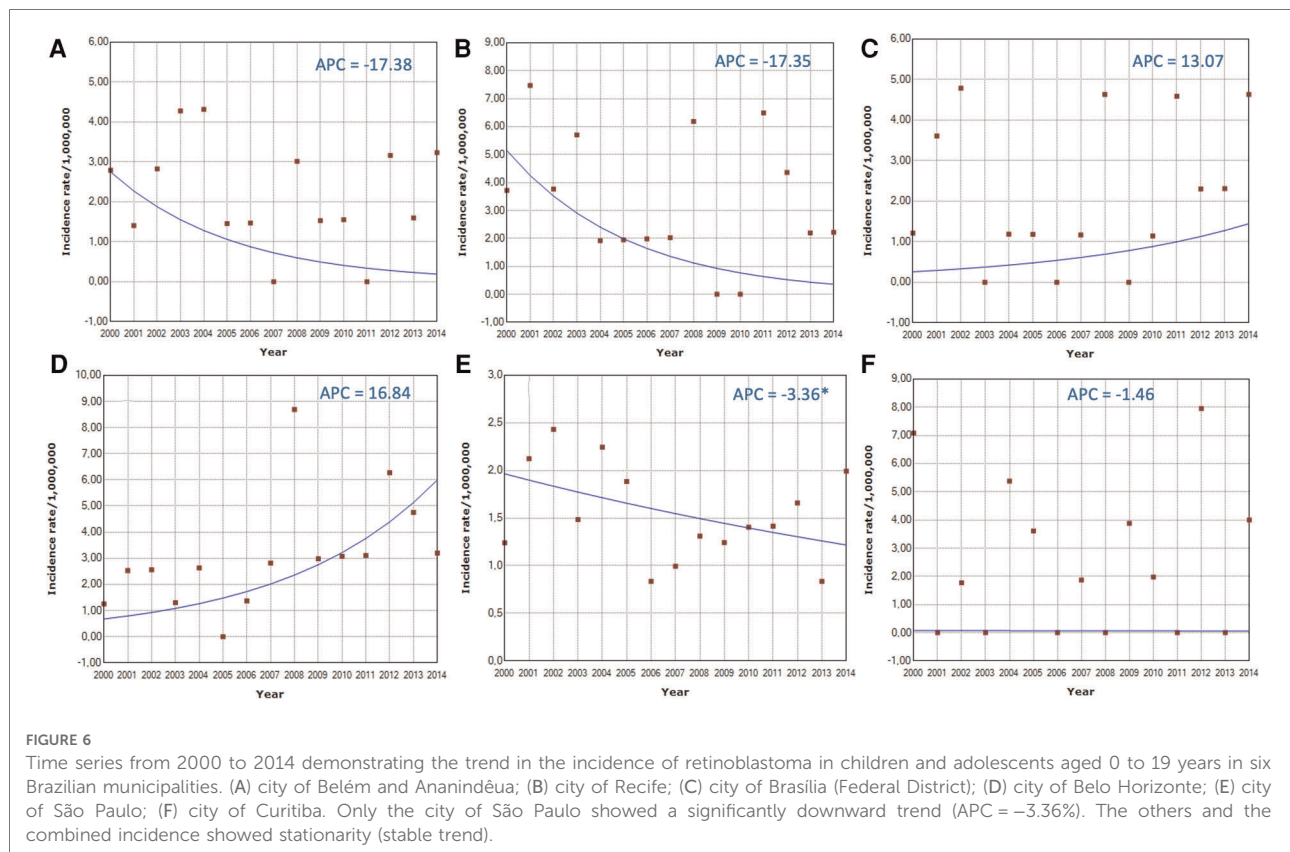 A
APC = -17.38
6,00
5,00
4,00
3,00
2,00
1,00
0,00
-1,00
Incidence rate/1,000,000
2000 2001 2002 2003 2004 2005 2006 2007 2008 2009 2010 2011 2012 2013 2014
Year
B
APC = -17.35
9,00
8,00
7,00
6,00
5,00
4,00
3,00
2,00
1,00
0,00
-1,00
Incidence rate/1,000,000
2000 2001 2002 2003 2004 2005 2006 2007 2008 2009 2010 2011 2012 2013 2014
Year
C
APC = 13.07
6,00
5,00
4,00
3,00
2,00
1,00
0,00
-1,00
Incidence rate/1,000,000
2000 2001 2002 2003 2004 2005 2006 2007 2008 2009 2010 2011 2012 2013 2014
Year
D
APC = 16.84
10,00
9,00
8,00
7,00
6,00
5,00
4,00
3,00
2,00
1,00
0,00
-1,00
Incidence rate/1,000,000
2000 2001 2002 2003 2004 2005 2006 2007 2008 2009 2010 2011 2012 2013 2014
Year
E
APC = -3.36*
3,0
2,5
2,0
1,5
1,0
0,5
0,0
Incidence rate/1,000,000
2000 2001 2002 2003 2004 2005 2006 2007 2008 2009 2010 2011 2012 2013 2014
Year
F
APC = -1.46
9,00
8,00
7,00
6,00
5,00
4,00
3,00
2,00
1,00
0,00
-1,00
Incidence rate/1,000,000
2000 2001 2002 2003 2004 2005 2006 2007 2008 2009 2010 2011 2012 2013 2014
Year
FIGURE 6
Time series from 2000 to 2014 demonstrating the trend in the incidence of retinoblastoma in children and adolescents aged 0 to 19 years in six
Brazilian municipalities. (A) city of Belém and Ananindêua; (B) city of Recife; (C) city of Brasília (Federal District); (D) city of Belo Horizonte; (E) city
of São Paulo; (F) city of Curitiba. Only the city of São Paulo showed a significantly downward trend (APC = −3.36%). The others and the
combined incidence showed stationarity (stable trend).